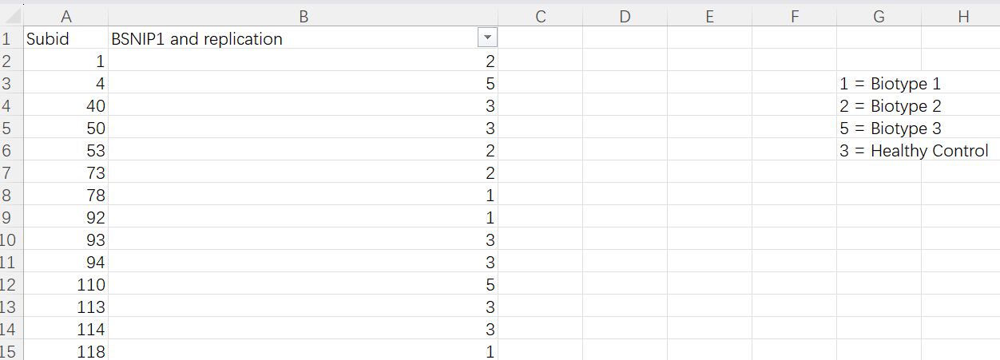 A B C D E F G H
1 Subid BSNIP1 and replication
2 1 2
3 4 5 1 = Biotype 1
4 40 3 2 = Biotype 2
5 50 3 5 = Biotype 3
6 53 2 3 = Healthy Control
7 73 2
8 78 1
9 92 1
10 93 3
11 94 3
12 110 5
13 113 3
14 114 3
15 118 1